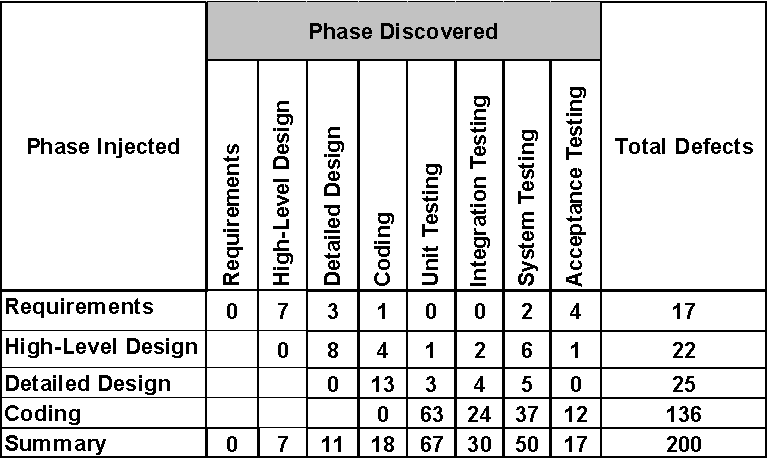 Phase Discovered
Phase Injected
Requirements
High-Level Design
Detailed Design
Coding
Unit Testing
Integration Testing
System Testing
Acceptance Testing
Total Defects
Requirements 0 7 3 1 0 0 2 4 17
High-Level Design 0 8 4 1 2 6 1 22
Detailed Design 0 13 3 4 5 0 25
Coding 0 63 24 37 12 136
Summary 0 7 11 18 67 30 50 17 200